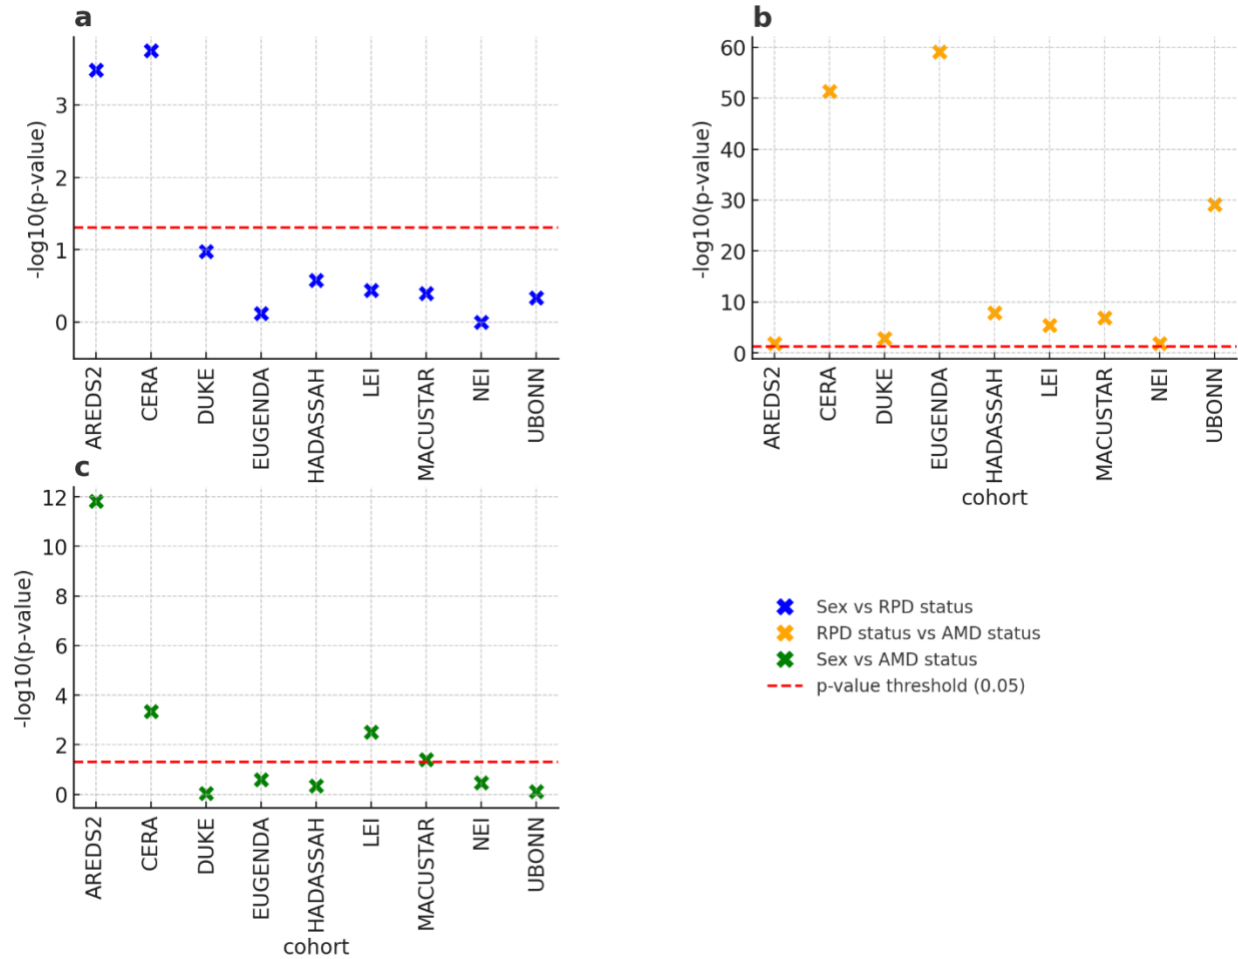 a
-log10(p-value)
3
2
1
0
AREDS2
CERA
DUKE
EUGENDA
HADASSAH
LEI
MACUSTAR
NEI
UBONN
b
-log10(p-value)
60
50
40
30
20
10
0
AREDS2
CERA
DUKE
EUGENDA
HADASSAH
LEI
MACUSTAR
NEI
UBONN
cohort
c
-log10(p-value)
12
10
8
6
4
2
0
AREDS2
CERA
DUKE
EUGENDA
HADASSAH
LEI
MACUSTAR
NEI
UBONN
cohort
Sex vs RPD status
RPD status vs AMD status
Sex vs AMD status
p-value threshold (0.05)